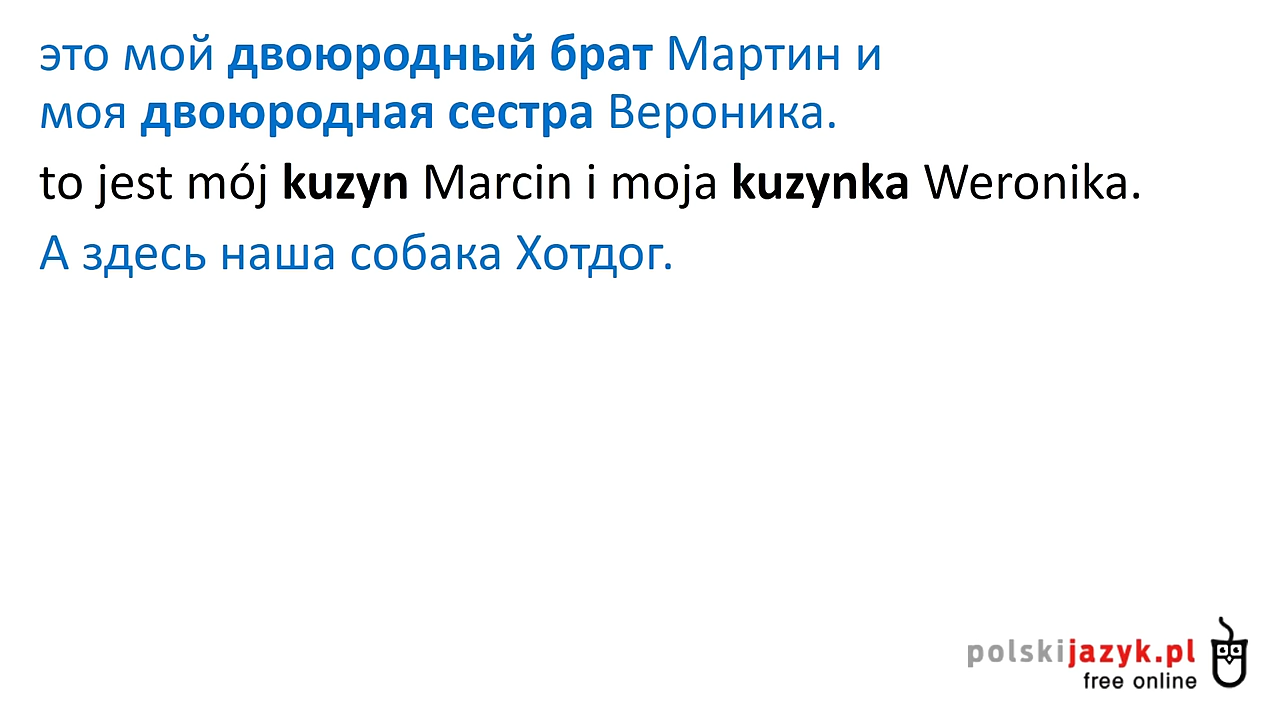 это мой двоюродный брат Мартин и
моя двоюродная сестра Вероника.
to jest mój kuzyn Marcin i moja kuzynka Weronika.
А здесь наша собака Хотдог.
polskijazyk.pl
free online